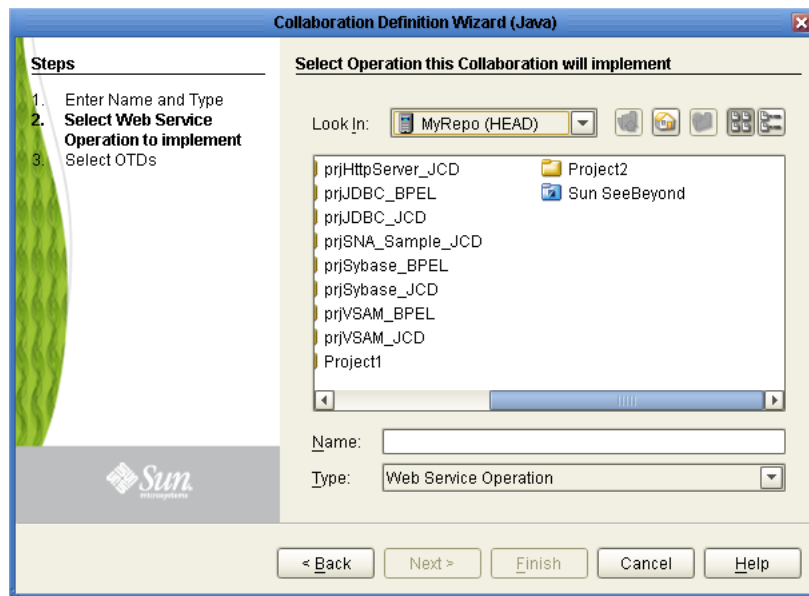 Collaboration Definition Wizard (Java)
Steps
1. Enter Name and Type
2. Select Web Service
Operation to implement
3. Select OTDs
Sun
microsystems
Select Operation this Collaboration will implement
Look In: MyRepo (HEAD)
prjHttpServer_JCD
prjJDBC_BPEL
prjJDBC_JCD
prjSNA_Sample_JCD
prjSybase_BPEL
prjSybase_JCD
prjVSAM_BPEL
prjVSAM_JCD
Project1
Project2
Sun SeeBeyond
Name:
Type: Web Service Operation
< Back Next > Finish Cancel Help